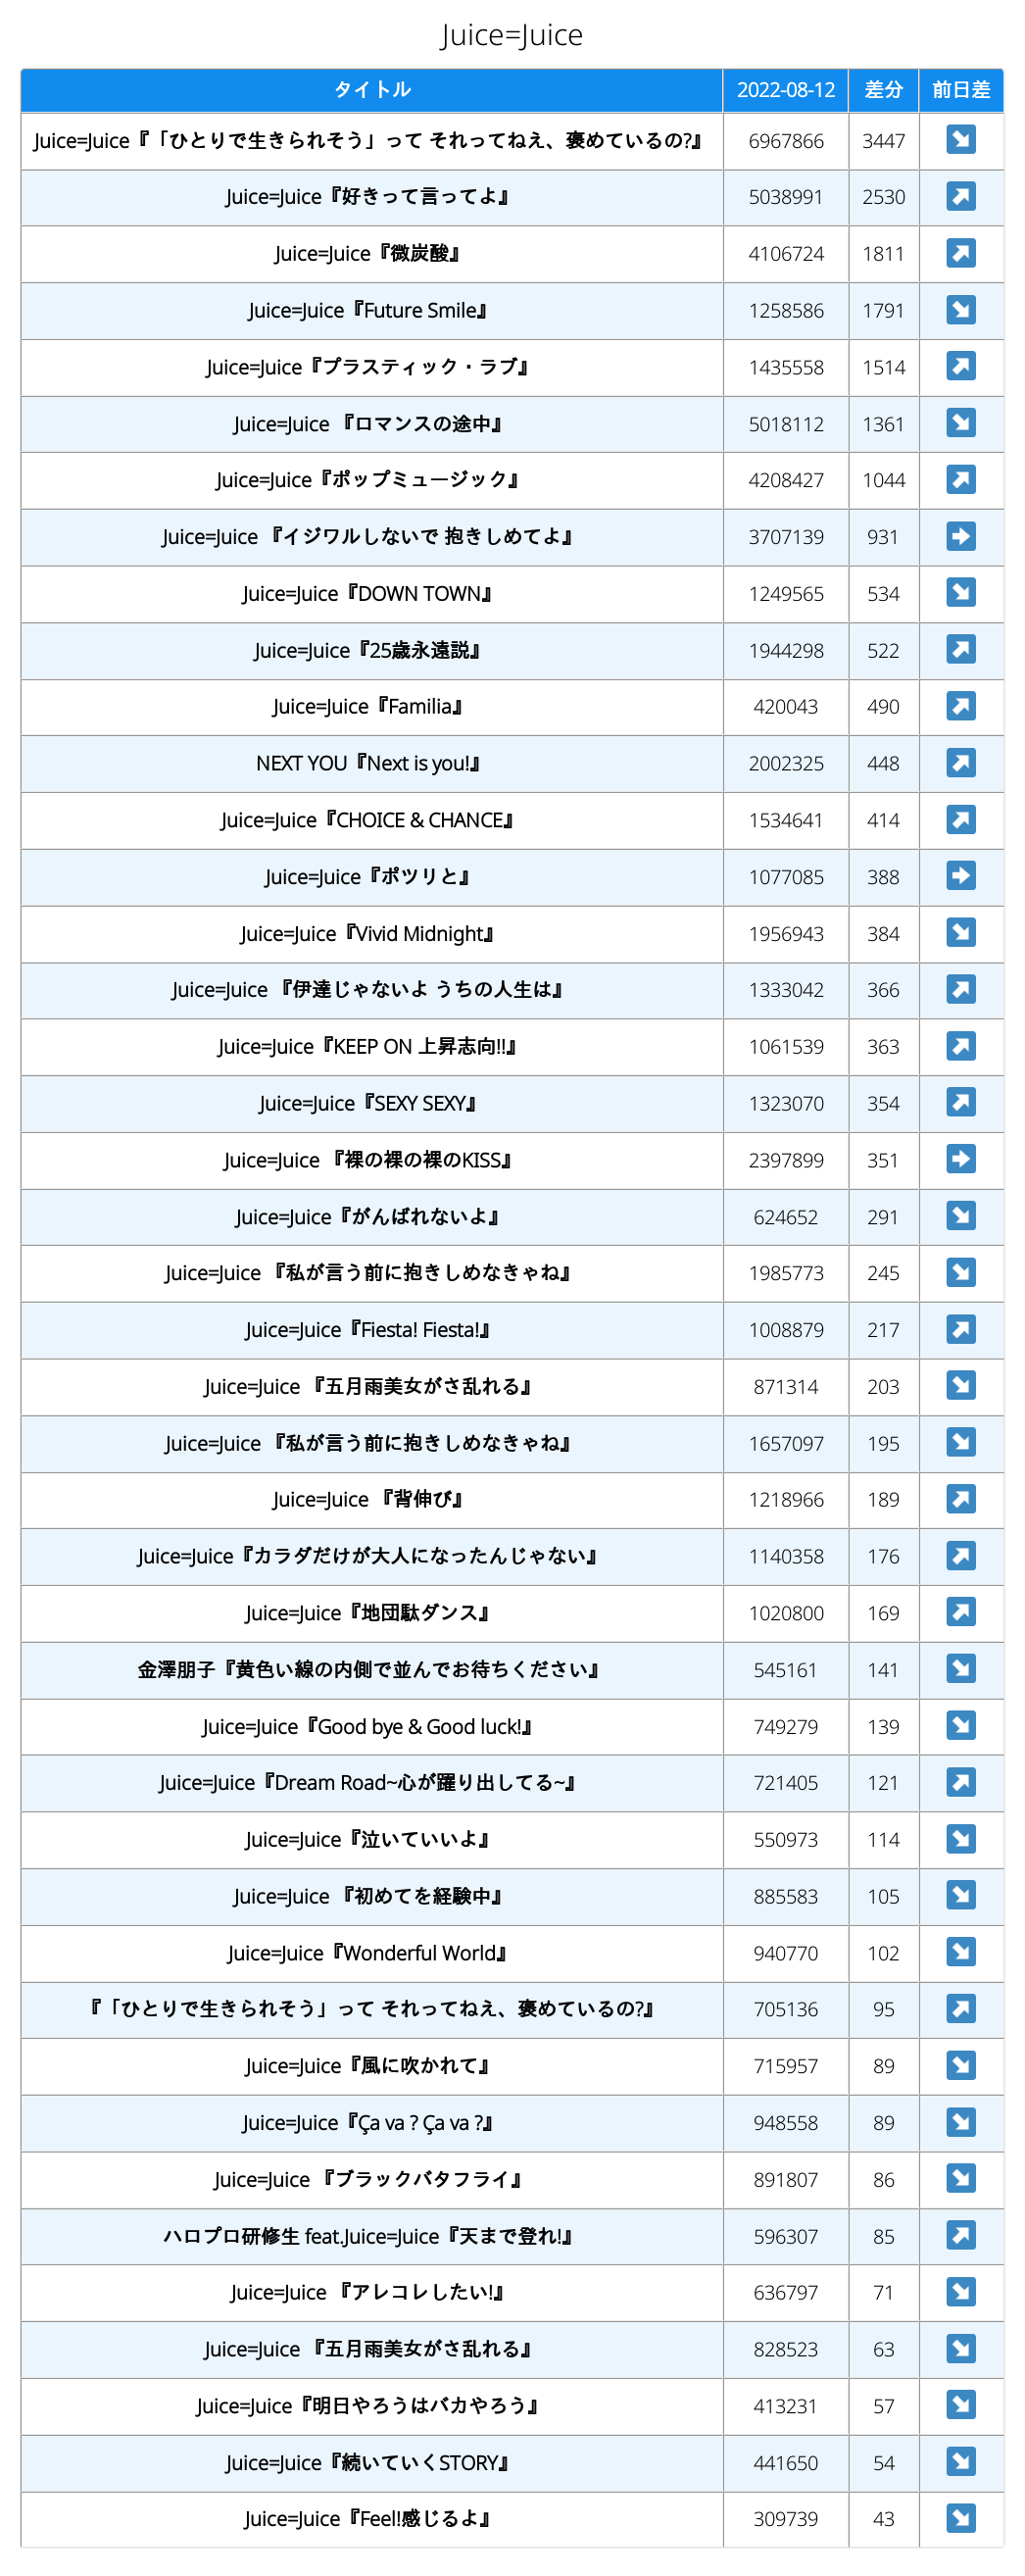 Juice=Juice
タイトル 2022-08-12 差分 前日差
Juice=Juice『「ひとりで生きられそう」って それってねえ、褒めているの?』 6967866 3447 ↘
Juice=Juice『好きって言ってよ』 5038991 2530 ↗
Juice=Juice『微炭酸』 4106724 1811 ↗
Juice=Juice『Future Smile』 1258586 1791 ↘
Juice=Juice『プラスティック・ラブ』 1435558 1514 ↗
Juice=Juice 『ロマンスの途中』 5018112 1361 ↘
Juice=Juice『ポップミュージック』 4208427 1044 ↗
Juice=Juice 『イジワルしないで 抱きしめてよ』 3707139 931 ➡
Juice=Juice『DOWN TOWN』 1249565 534 ↘
Juice=Juice『25歳永遠説』 1944298 522 ↗
Juice=Juice『Familia』 420043 490 ↗
NEXT YOU『Next is you!』 2002325 448 ↗
Juice=Juice『CHOICE & CHANCE』 1534641 414 ↗
Juice=Juice『ポツリと』 1077085 388 ➡
Juice=Juice『Vivid Midnight』 1956943 384 ↘
Juice=Juice 『伊達じゃないよ うちの人生は』 1333042 366 ↗
Juice=Juice『KEEP ON 上昇志向!!』 1061539 363 ↗
Juice=Juice『SEXY SEXY』 1323070 354 ↗
Juice=Juice 『裸の裸の裸のKISS』 2397899 351 ➡
Juice=Juice『がんばれないよ』 624652 291 ↘
Juice=Juice 『私が言う前に抱きしめなきゃね』 1985773 245 ↘
Juice=Juice『Fiesta! Fiesta!』 1008879 217 ↗
Juice=Juice 『五月雨美女がさ乱れる』 871314 203 ↘
Juice=Juice 『私が言う前に抱きしめなきゃね』 1657097 195 ↘
Juice=Juice 『背伸び』 1218966 189 ↗
Juice=Juice『カラダだけが大人になったんじゃない』 1140358 176 ↗
Juice=Juice『地団駄ダンス』 1020800 169 ↗
金澤朋子『黄色い線の内側で並んでお待ちください』 545161 141 ↘
Juice=Juice『Good bye & Good luck!』 749279 139 ↘
Juice=Juice『Dream Road~心が躍り出してる~』 721405 121 ↗
Juice=Juice『泣いていいよ』 550973 114 ↘
Juice=Juice 『初めてを経験中』 885583 105 ↘
Juice=Juice『Wonderful World』 940770 102 ↘
『「ひとりで生きられそう」って それってねえ、褒めているの?』 705136 95 ↗
Juice=Juice『風に吹かれて』 715957 89 ↘
Juice=Juice『Ça va ? Ça va ?』 948558 89 ↘
Juice=Juice 『ブラックバタフライ』 891807 86 ↘
ハロプロ研修生 feat.Juice=Juice『天まで登れ!』 596307 85 ↗
Juice=Juice 『アレコレしたい!』 636797 71 ↘
Juice=Juice 『五月雨美女がさ乱れる』 828523 63 ↘
Juice=Juice『明日やろうはバカやろう』 413231 57 ↘
Juice=Juice『続いていくSTORY』 441650 54 ↘
Juice=Juice『Feel!感じるよ』 309739 43 ↘